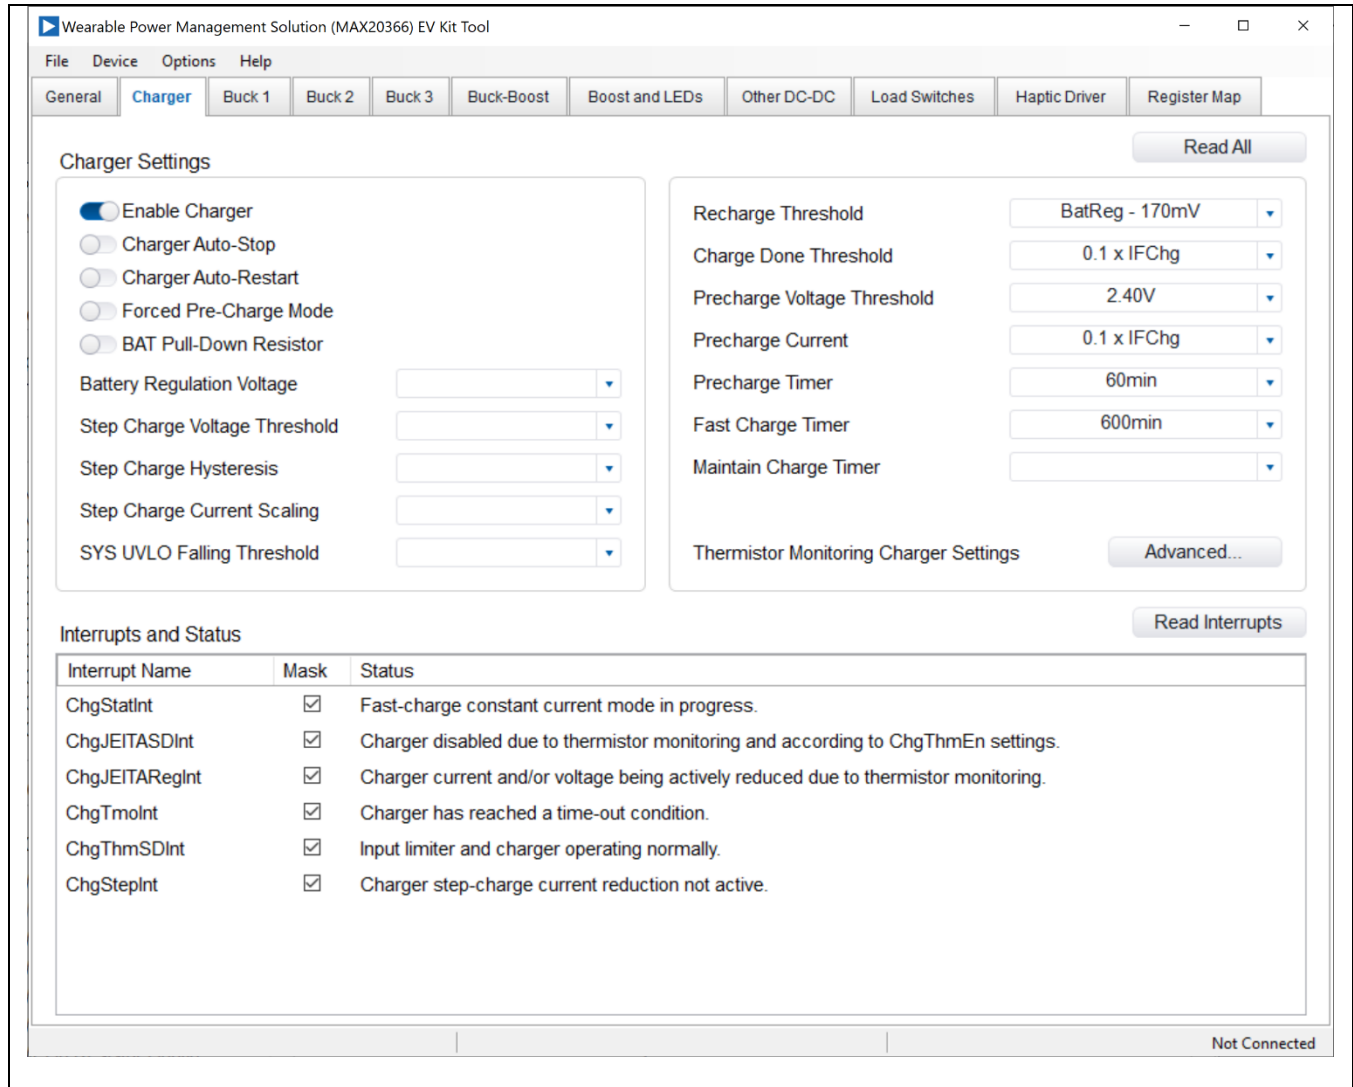 Wearable Power Management Solution (MAX20366) EV Kit Tool
File Device Options Help
General Charger Buck 1 Buck 2 Buck 3 Buck-Boost Boost and LEDs Other DC-DC Load Switches Haptic Driver Register Map
Read All
Charger Settings
Enable Charger
Charger Auto-Stop
Charger Auto-Restart
Forced Pre-Charge Mode
BAT Pull-Down Resistor
Battery Regulation Voltage
Step Charge Voltage Threshold
Step Charge Hysteresis
Step Charge Current Scaling
SYS UVLO Falling Threshold
Recharge Threshold BatReg - 170mV
Charge Done Threshold 0.1 x IFChg
Precharge Voltage Threshold 2.40V
Precharge Current 0.1 x IFChg
Precharge Timer 60min
Fast Charge Timer 600min
Maintain Charge Timer
Thermistor Monitoring Charger Settings Advanced...
Read Interrupts
Interrupts and Status
Interrupt Name Mask Status
ChgStatInt Fast-charge constant current mode in progress.
ChgJEITASDInt Charger disabled due to thermistor monitoring and according to ChgThmEn settings.
ChgJEITARegInt Charger current and/or voltage being actively reduced due to thermistor monitoring.
ChgTmoInt Charger has reached a time-out condition.
ChgThmSDInt Input limiter and charger operating normally.
ChgStepInt Charger step-charge current reduction not active.
Not Connected